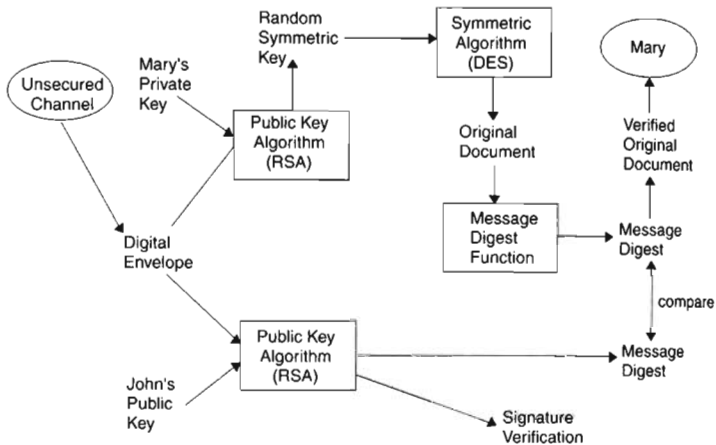 Random
Symmetric
Key
Symmetric
Algorithm
(DES)
Mary
Mary's
Private
Key
Unsecured
Channel
Public Key
Algorithm
(RSA)
Original
Document
Verified
Original
Document
Digital
Envelope
Message
Digest
Function
Message
Digest
compare
Public Key
Algorithm
(RSA)
Message
Digest
John's
Public
Key
Signature
Verification